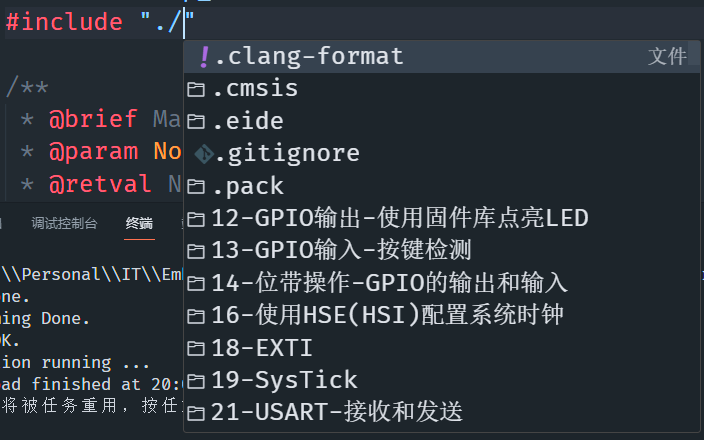 #include "./"
.clang-format 文件
/**
.cmsis
* @brief Ma
.eide
* @param No
.gitignore
* @retval N
.pack
调试控制台 终端
12-GPIO输出-使用固件库点亮LED
13-GPIO输入-按键检测
\\Personal\\IT\\Em
14-位带操作-GPIO的输出和输入
one.
ning Done.
16-使用HSE(HSI)配置系统时钟
OK.
18-EXTI
ion running ...
19-SysTick
oad finished at 20:
将被任务重用，按任
21-USART-接收和发送